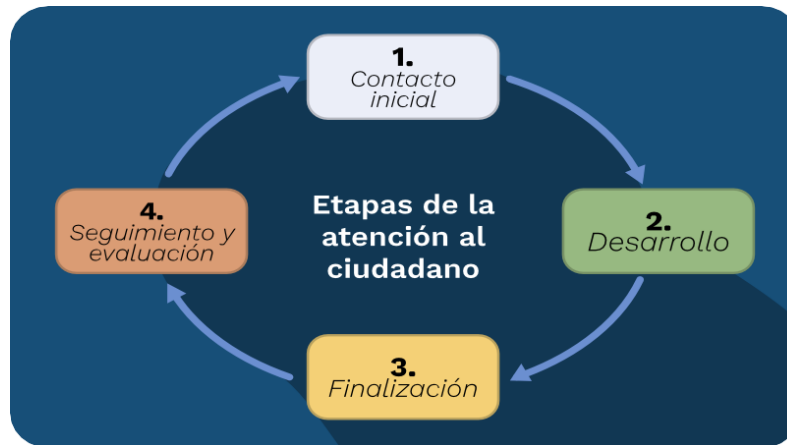 1.
Contacto
inicial
Etapas de la
atención al
ciudadano
2.
Desarrollo
3.
Finalización
4.
Seguimiento y
evaluación